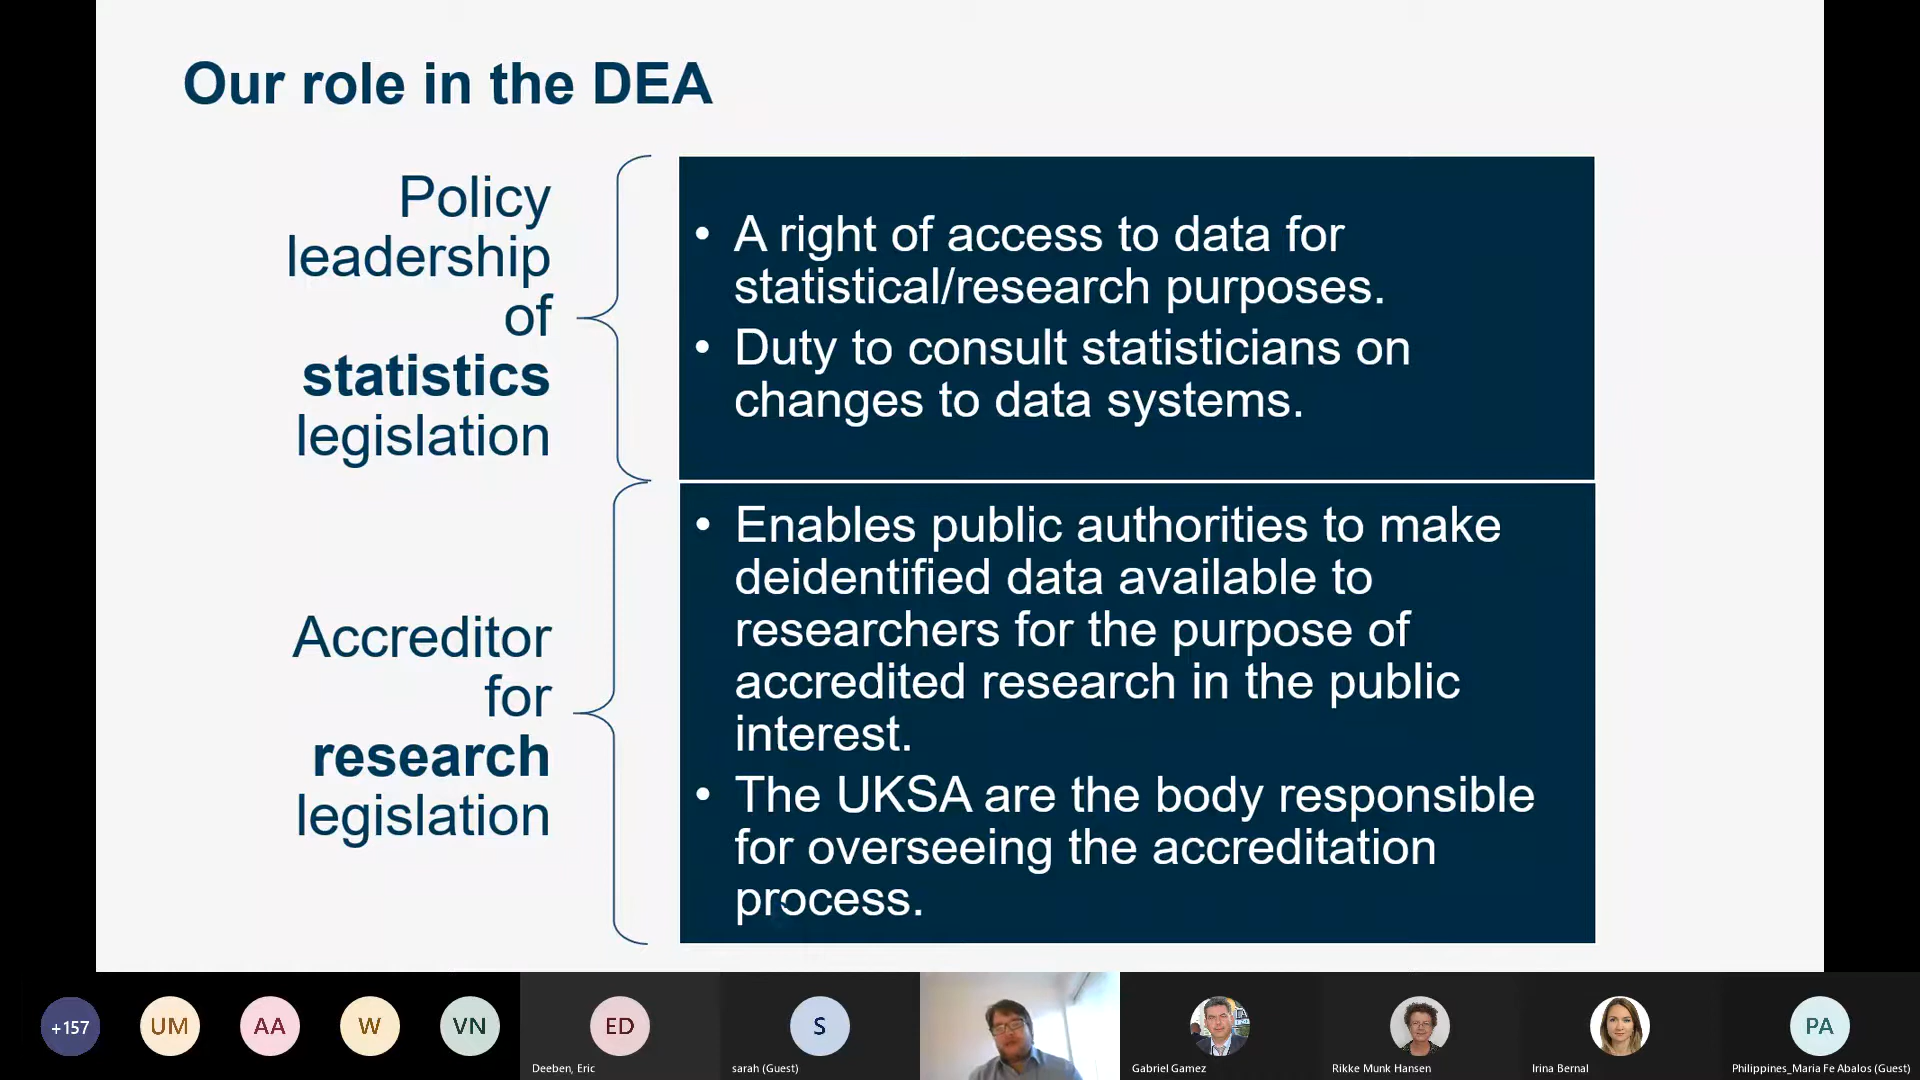 Our role in the DEA
Policy
leadership
of
statistics
legislation
• A right of access to data for
statistical/research purposes.
• Duty to consult statisticians on
changes to data systems.
Accreditor
for
research
legislation
• Enables public authorities to make
deidentified data available to
researchers for the purpose of
accredited research in the public
interest.
• The UKSA are the body responsible
for overseeing the accreditation
process.
+157
UM
AA
W
VN
ED
Deeben, Eric
S
sarah (Guest)
Gabriel Gamez
Rikke Munk Hansen
Irina Bernal
PA
Philippines_Maria Fe Abalos (Guest)